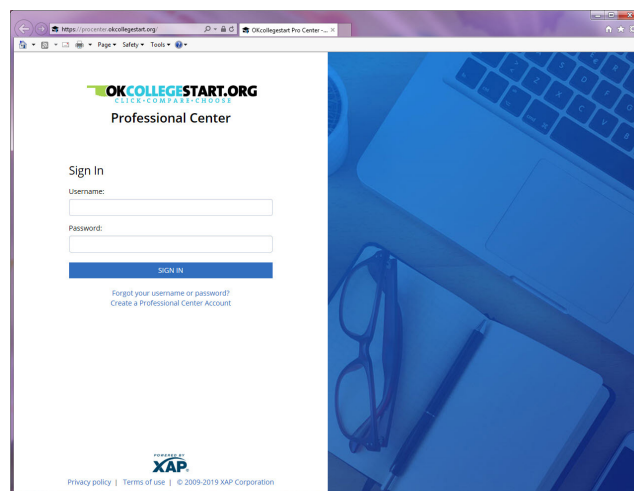 https://procenter.okcollegestart.org/
OKcollegestart Pro Center -...
Page Safety Tools
OKCOLLEGESTART.ORG
CLICK•COMPARE•CHOOSE
Professional Center
Sign In
Username:
Password:
SIGN IN
Forgot your username or password?
Create a Professional Center Account
POWERED BY
XAP®
Privacy policy | Terms of use | © 2009-2019 XAP Corporation